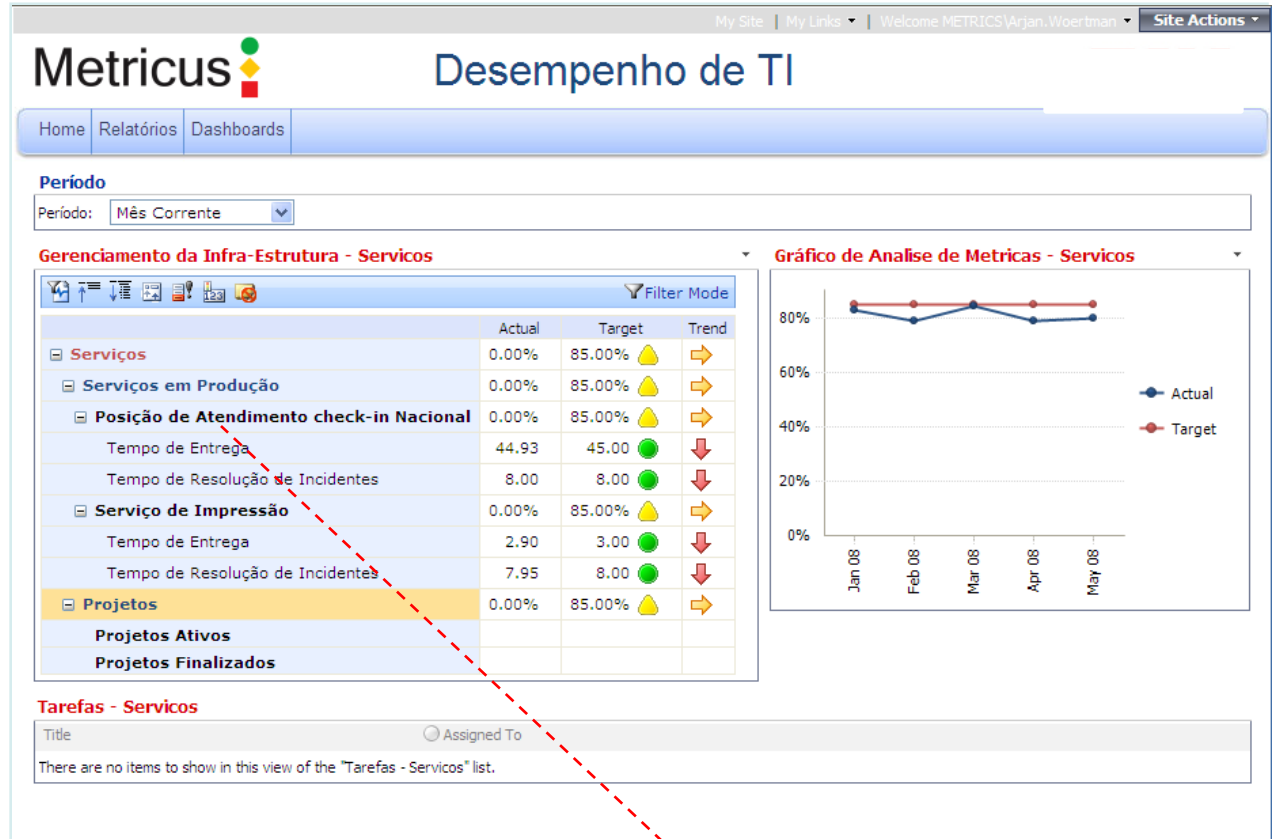 My Site | My Links | Welcome METRICS\Arjan.Woertman Site Actions
Metricus Desempenho de TI
Home Relatórios Dashboards
Período
Período: Mês Corrente
Gerenciamento da Infra-Estrutura - Servicos
Filter Mode
Actual Target Trend
Serviços 0.00% 85.00%
Serviços em Produção 0.00% 85.00%
Posição de Atendimento check-in Nacional 0.00% 85.00%
Tempo de Entrega 44.93 45.00
Tempo de Resolução de Incidentes 8.00 8.00
Serviço de Impressão 0.00% 85.00%
Tempo de Entrega 2.90 3.00
Tempo de Resolução de Incidentes 7.95 8.00
Projetos 0.00% 85.00%
Projetos Ativos
Projetos Finalizados
Gráfico de Analise de Metricas - Servicos
80%
60%
40%
20%
0%
Jan 08
Feb 08
Mar 08
Apr 08
May 08
Actual
Target
Tarefas - Servicos
Title Assigned To
There are no items to show in this view of the "Tarefas - Servicos" list.